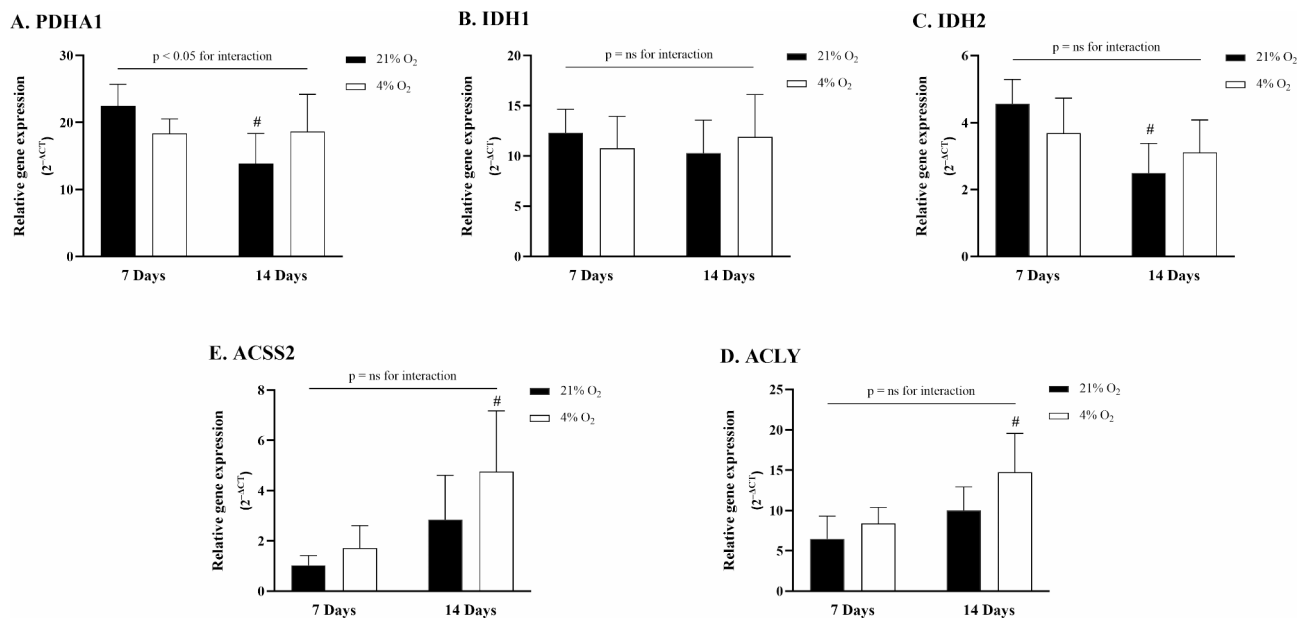 A. PDHA1
p < 0.05 for interaction
21% O₂
4% O₂
Relative gene expression
(2⁻ΔCT)
30
20
10
0
#
7 Days
14 Days
B. IDH1
p = ns for interaction
21% O₂
4% O₂
Relative gene expression
(2⁻ΔCT)
20
15
10
5
0
7 Days
14 Days
C. IDH2
p = ns for interaction
21% O₂
4% O₂
Relative gene expression
(2⁻ΔCT)
6
4
2
0
#
7 Days
14 Days
E. ACSS2
p = ns for interaction
21% O₂
4% O₂
Relative gene expression
(2⁻ΔCT)
8
6
4
2
0
#
7 Days
14 Days
D. ACLY
p = ns for interaction
21% O₂
4% O₂
Relative gene expression
(2⁻ΔCT)
25
20
15
10
5
0
#
7 Days
14 Days